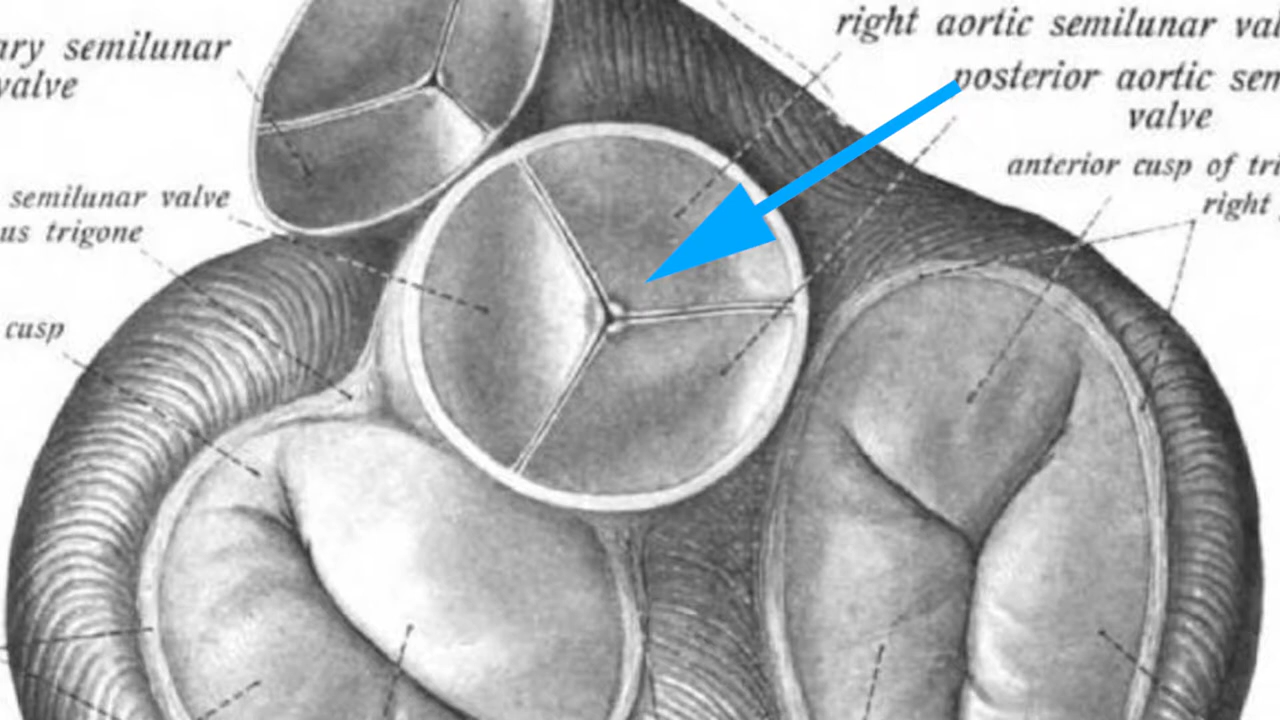 ary semilunar
valve
semilunar valve
us trigone
cusp
right aortic semilunar val
posterior aortic sem
valve
anterior cusp of tri
right